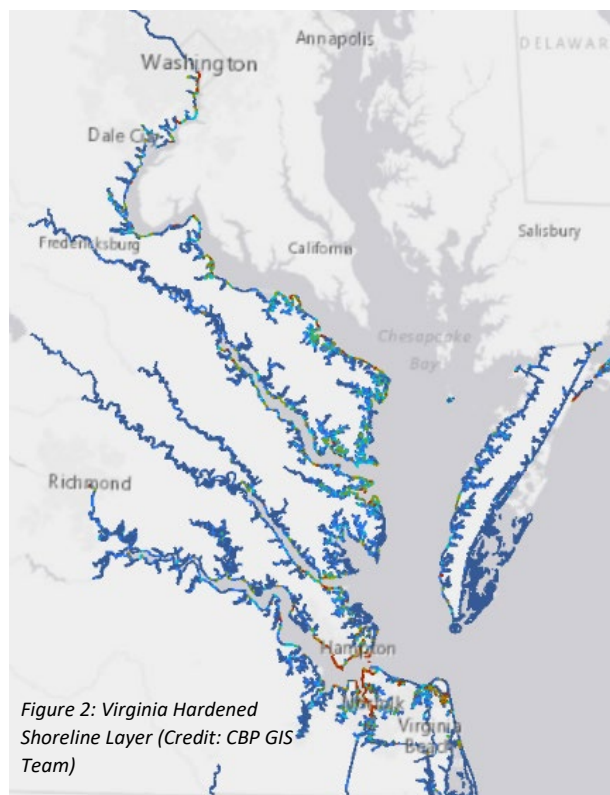 Annapolis
DELAWAR
Washington
Dale City
Salisbury
Fredericksburg
California
Chesapeake
Bay
Richmond
Hampton
Norfolk
Virginia
Beach
Figure 2: Virginia Hardened
Shoreline Layer (Credit: CBP GIS
Team)